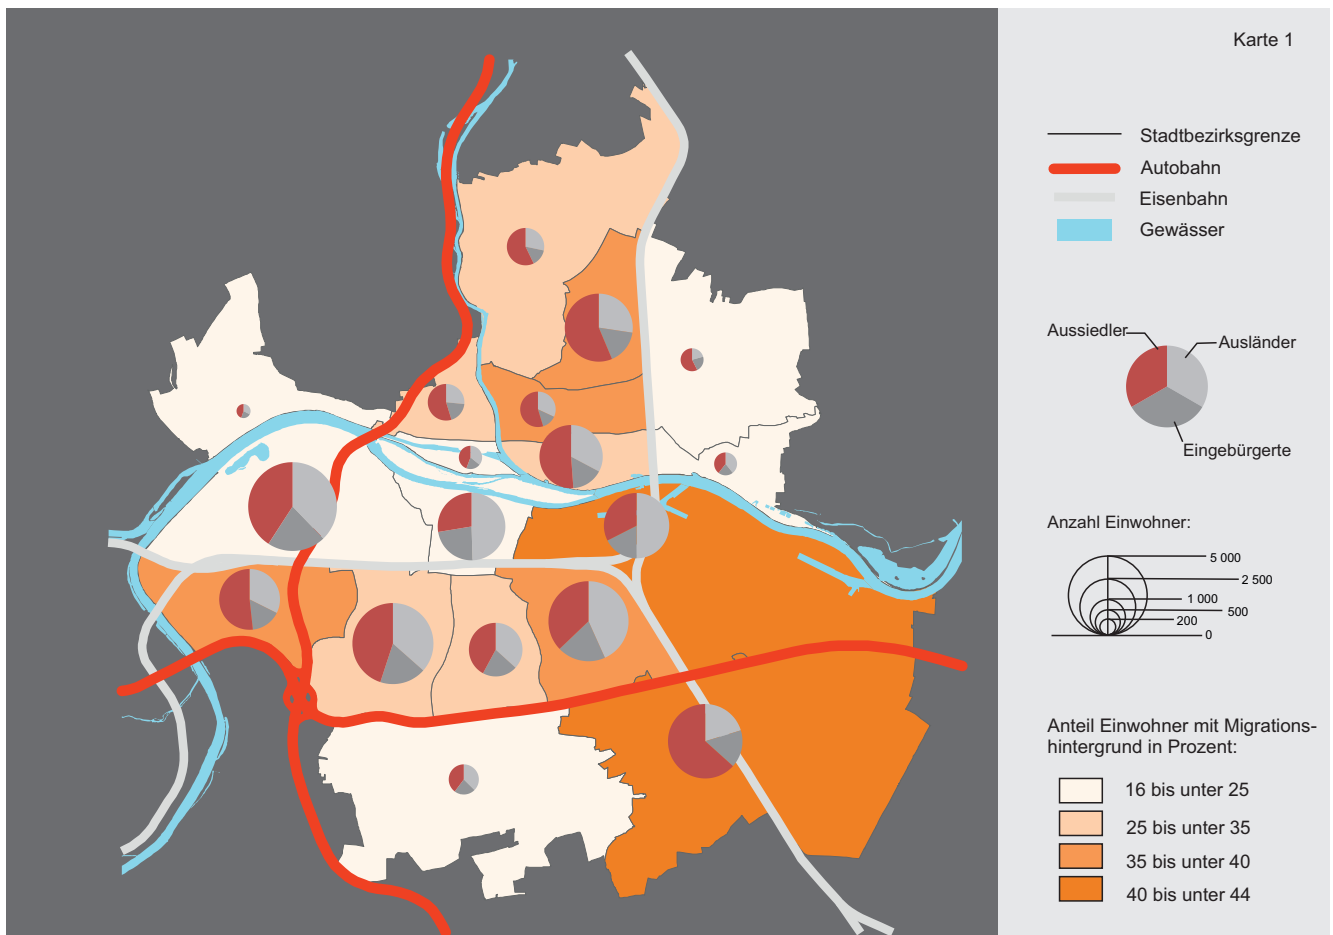 Karte 1
Stadtbezirksgrenze
Autobahn
Eisenbahn
Gewässer
Aussiedler
Ausländer
Eingebürgerte
Anzahl Einwohner:
5 000
2 500
1 000
500
200
0
Anteil Einwohner mit Migrations-
hintergrund in Prozent:
16 bis unter 25
25 bis unter 35
35 bis unter 40
40 bis unter 44